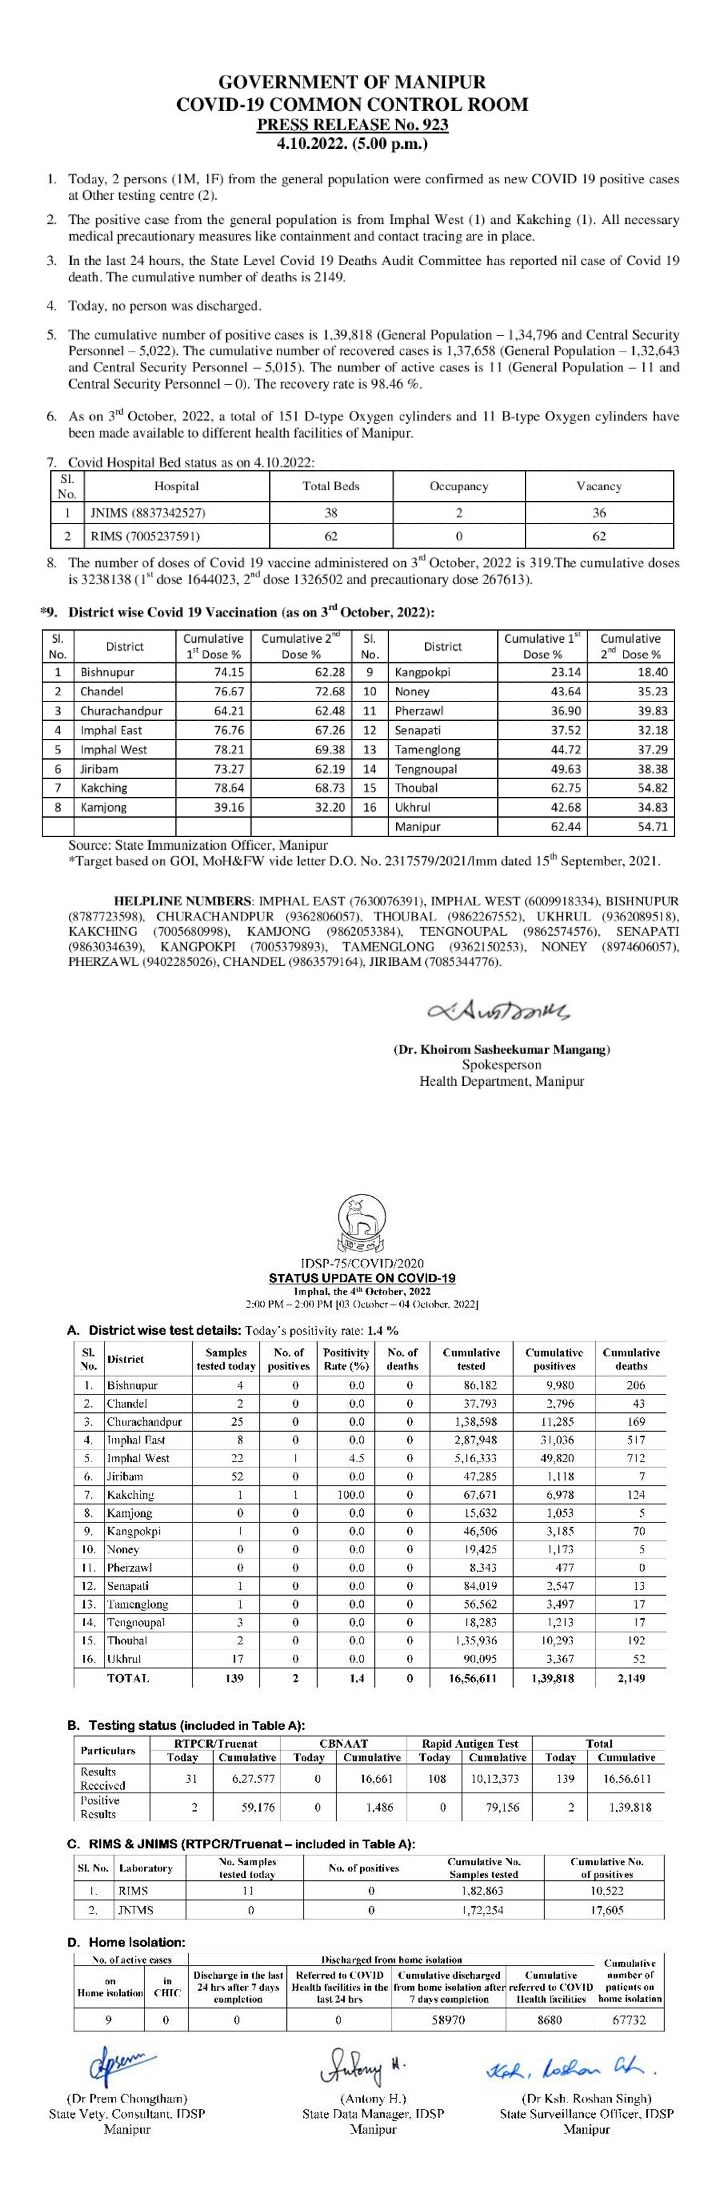 GOVERNMENT OF MANIPUR
COVID-19 COMMON CONTROL ROOM
PRESS RELEASE No. 923
4.10.2022. (5.00 p.m.)
1. Today, 2 persons (1M, 1F) from the general population were confirmed as new COVID 19 positive cases
at Other testing centre (2).
2. The positive case from the general population is from Imphal West (1) and Kakching (1). All necessary
medical precautionary measures like containment and contact tracing are in place.
3. In the last 24 hours, the State Level Covid 19 Deaths Audit Committee has reported nil case of Covid 19
death. The cumulative number of deaths is 2149.
4. Today, no person was discharged.
5. The cumulative number of positive cases is 1,39,818 (General Population – 1,34,796 and Central Security
Personnel – 5,022). The cumulative number of recovered cases is 1,37,658 (General Population – 1,32,643
and Central Security Personnel – 5,015). The number of active cases is 11 (General Population – 11 and
Central Security Personnel – 0). The recovery rate is 98.46 %.
6. As on 3rd October, 2022, a total of 151 D-type Oxygen cylinders and 11 B-type Oxygen cylinders have
been made available to different health facilities of Manipur.
7. Covid Hospital Bed status as on 4.10.2022:
Sl. No. Hospital Total Beds Occupancy Vacancy
1 JNIMS (8837342527) 38 2 36
2 RIMS (7005237591) 62 0 62
8. The number of doses of Covid 19 vaccine administered on 3rd October, 2022 is 319.The cumulative doses
is 3238138 (1st dose 1644023, 2nd dose 1326502 and precautionary dose 267613).
*9. District wise Covid 19 Vaccination (as on 3rd October, 2022):
Sl. No. District Cumulative 1st Dose % Cumulative 2nd Dose % Sl. No. District Cumulative 1st Dose % Cumulative 2nd Dose %
1 Bishnupur 74.15 62.28 9 Kangpokpi 23.14 18.40
2 Chandel 76.67 72.68 10 Noney 43.64 35.23
3 Churachandpur 64.21 62.48 11 Pherzawl 36.90 39.83
4 Imphal East 76.76 67.26 12 Senapati 37.52 32.18
5 Imphal West 78.21 69.38 13 Tamenglong 44.72 37.29
6 Jiribam 73.27 62.19 14 Tengnoupal 49.63 38.38
7 Kakching 78.64 68.73 15 Thoubal 62.75 54.82
8 Kamjong 39.16 32.20 16 Ukhrul 42.68 34.83
Manipur 62.44 54.71
Source: State Immunization Officer, Manipur
*Target based on GOI, MoH&FW vide letter D.O. No. 2317579/2021/Imm dated 15th September, 2021.
HELPLINE NUMBERS: IMPHAL EAST (7630076391), IMPHAL WEST (6009918334), BISHNUPUR
(8787723598), CHURACHANDPUR (9362806057), THOUBAL (9862267552), UKHRUL (9362089518),
KAKCHING (7005680998), KAMJONG (9862053384), TENGNOUPAL (9862574576), SENAPATI
(9863034639), KANGPOKPI (7005379893), TAMENGLONG (9362150253), NONEY (8974606057),
PHERZAWL (9402285026), CHANDEL (9863579164), JIRIBAM (7085344776).
(Dr. Khoirom Sasheekumar Mangang)
Spokesperson
Health Department, Manipur
IDSP-75/COVID/2020
STATUS UPDATE ON COVID-19
Imphal, the 4th October, 2022
2:00 PM – 2:00 PM [03 October – 04 October, 2022]
A. District wise test details: Today's positivity rate: 1.4 %
Sl. No. District Samples tested today No. of positives Positivity Rate (%) No. of deaths Cumulative tested Cumulative positives Cumulative deaths
1. Bishnupur 4 0 0.0 0 86,182 9,980 206
2. Chandel 2 0 0.0 0 37,793 2,796 43
3. Churachandpur 25 0 0.0 0 1,38,598 11,285 169
4. Imphal East 8 0 0.0 0 2,87,948 31,036 517
5. Imphal West 22 1 4.5 0 5,16,333 49,820 712
6. Jiribam 52 0 0.0 0 47,285 1,118 7
7. Kakching 1 1 100.0 0 67,671 6,978 124
8. Kamjong 0 0 0.0 0 15,632 1,053 5
9. Kangpokpi 1 0 0.0 0 46,506 3,185 70
10. Noney 0 0 0.0 0 19,425 1,173 5
11. Pherzawl 0 0 0.0 0 8,343 477 0
12. Senapati 1 0 0.0 0 84,019 2,547 13
13. Tamenglong 1 0 0.0 0 56,562 3,497 17
14. Tengnoupal 3 0 0.0 0 18,283 1,213 17
15. Thoubal 2 0 0.0 0 1,35,936 10,293 192
16. Ukhrul 17 0 0.0 0 90,095 3,367 52
TOTAL 139 2 1.4 0 16,56,611 1,39,818 2,149
B. Testing status (included in Table A):
Particulars RTPCR/Truenat CBNAAT Rapid Antigen Test Total
Today Cumulative Today Cumulative Today Cumulative Today Cumulative
Results Received 31 6,27,577 0 16,661 108 10,12,373 139 16,56,611
Positive Results 2 59,176 0 1,486 0 79,156 2 1,39,818
C. RIMS & JNIMS (RTPCR/Truenat – included in Table A):
Sl. No. Laboratory No. Samples tested today No. of positives Cumulative No. Samples tested Cumulative No. of positives
1. RIMS 11 0 1,82,863 10,522
2. JNIMS 0 0 1,72,254 17,605
D. Home Isolation:
No. of active cases Discharged from home isolation Cumulative number of patients on home isolation
on Home isolation in CHIC Discharge in the last 24 hrs after 7 days completion Referred to COVID Health facilities in the last 24 hrs Cumulative discharged from home isolation after 7 days completion Cumulative referred to COVID Health facilities
9 0 0 0 58970 8680 67732
Antony H.
Ksh. Roshan
(Dr Prem Chongtham) (Antony H.) (Dr Ksh. Roshan Singh)
State Vety. Consultant, IDSP State Data Manager, IDSP State Surveillance Officer, IDSP
Manipur Manipur Manipur